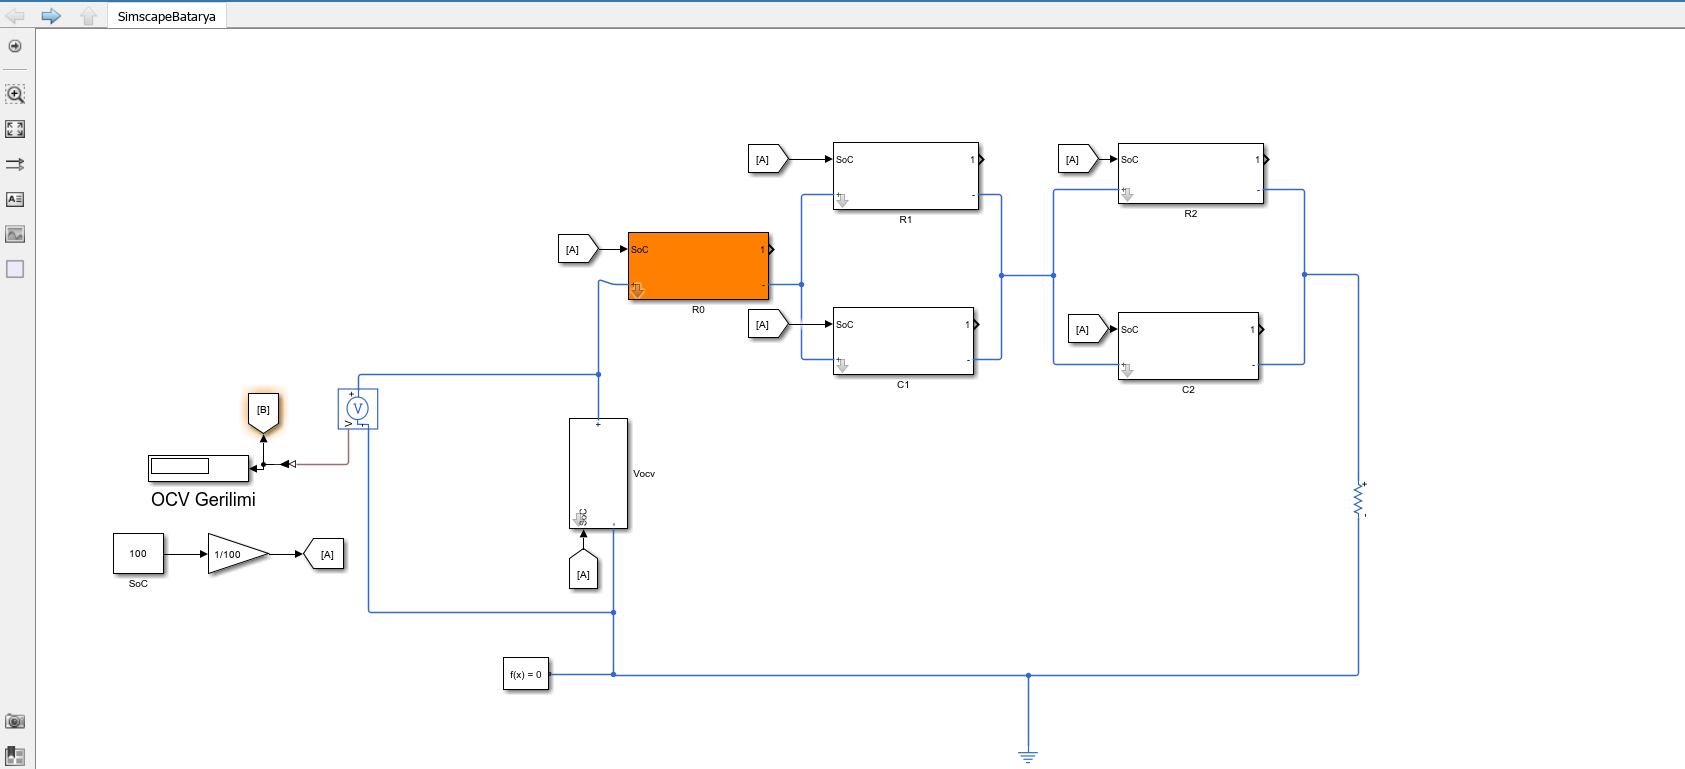 SimscapeBatarya
[A]
SoC
1
+
-
R1
[A]
SoC
1
+
-
R2
[A]
SoC
1
+
-
R0
[A]
SoC
1
+
-
C1
[A]
SoC
1
+
-
C2
[B]
+
V
V
-
OCV Gerilimi
+
Vocv
SoC
-
[A]
100
SoC
1/100
[A]
+
-
f(x) = 0